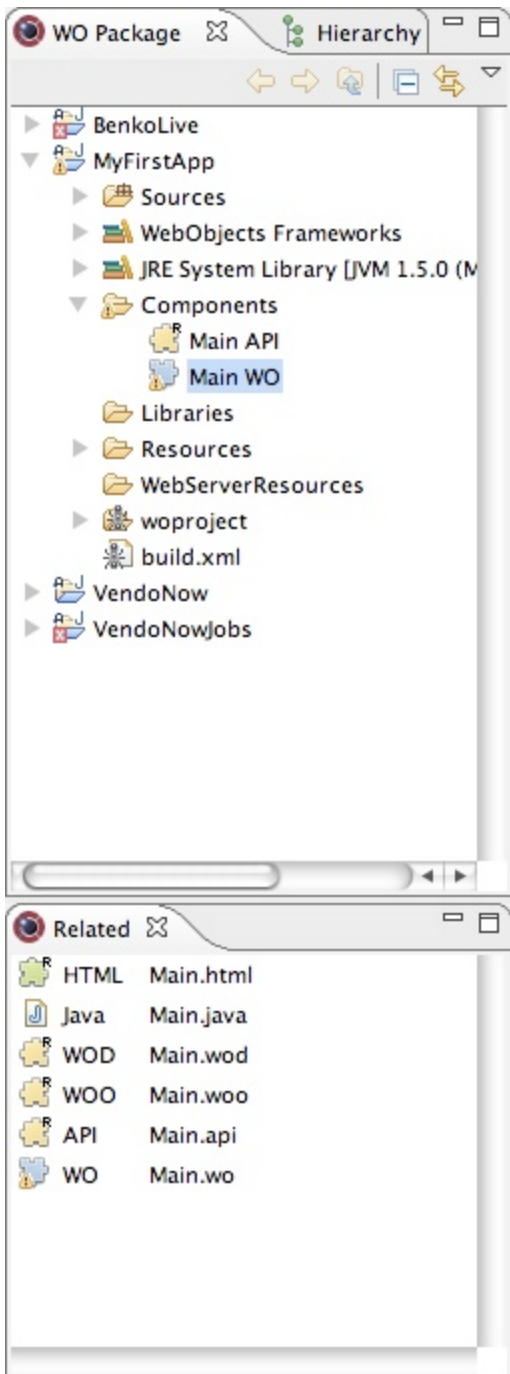 WO Package Hierarchy
BenkoLive
MyFirstApp
Sources
WebObjects Frameworks
JRE System Library [JVM 1.5.0 (M
Components
Main API
Main WO
Libraries
Resources
WebServerResources
woproject
build.xml
VendoNow
VendoNowJobs
Related
HTML Main.html
Java Main.java
WOD Main.wod
WOO Main.woo
API Main.api
WO Main.wo